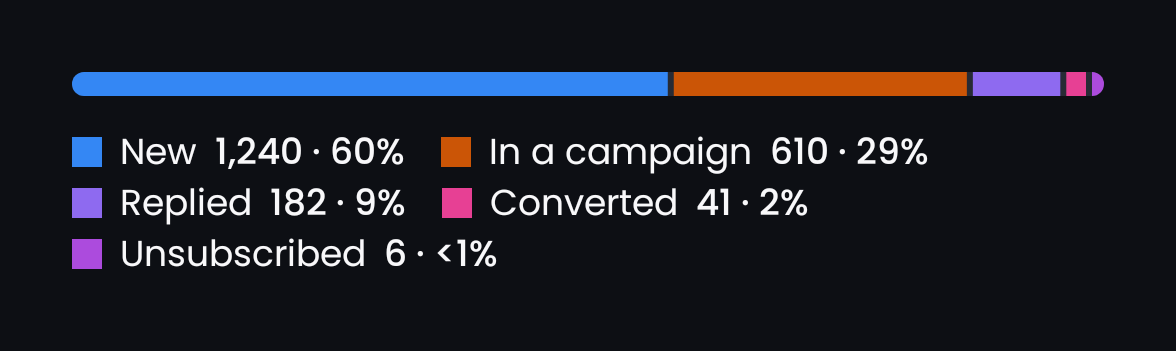 New 1,240 · 60% In a campaign 610 · 29%
Replied 182 · 9% Converted 41 · 2%
Unsubscribed 6 · <1%